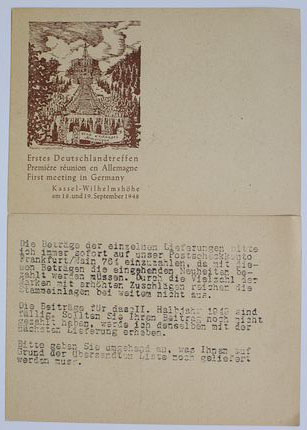 Erstes Deutschlandtreffen
Première réunion en Allemagne
First meeting in Germany
Kassel-Wilhelmshöhe
am 18. und 19. September 1948
Die Beträge der einzelnen Lieferungen bitte
ich immer sofort auf unser Postscheckkonto
Frankfurt/Main 784 einzuzahlen, da mit die-
sen Beträgen die eingehenden Neuheiten be-
zahlt werden müssen. Durch die Vielzahl der
Marken mit erhöhten Zuschlägen reichen die
Stammeinlagen bei weitem nicht aus.
Die Beiträge für das II. Halbjahr 1948 sind
fällig. Sollten Sie Ihren Beitrag noch nicht
gezahlt haben, werde ich denselben mit der
nächsten Lieferung erheben.
Bitte geben Sie umgehend an, was Ihnen auf
Grund der übersandten Liste noch geliefert
werden muss.